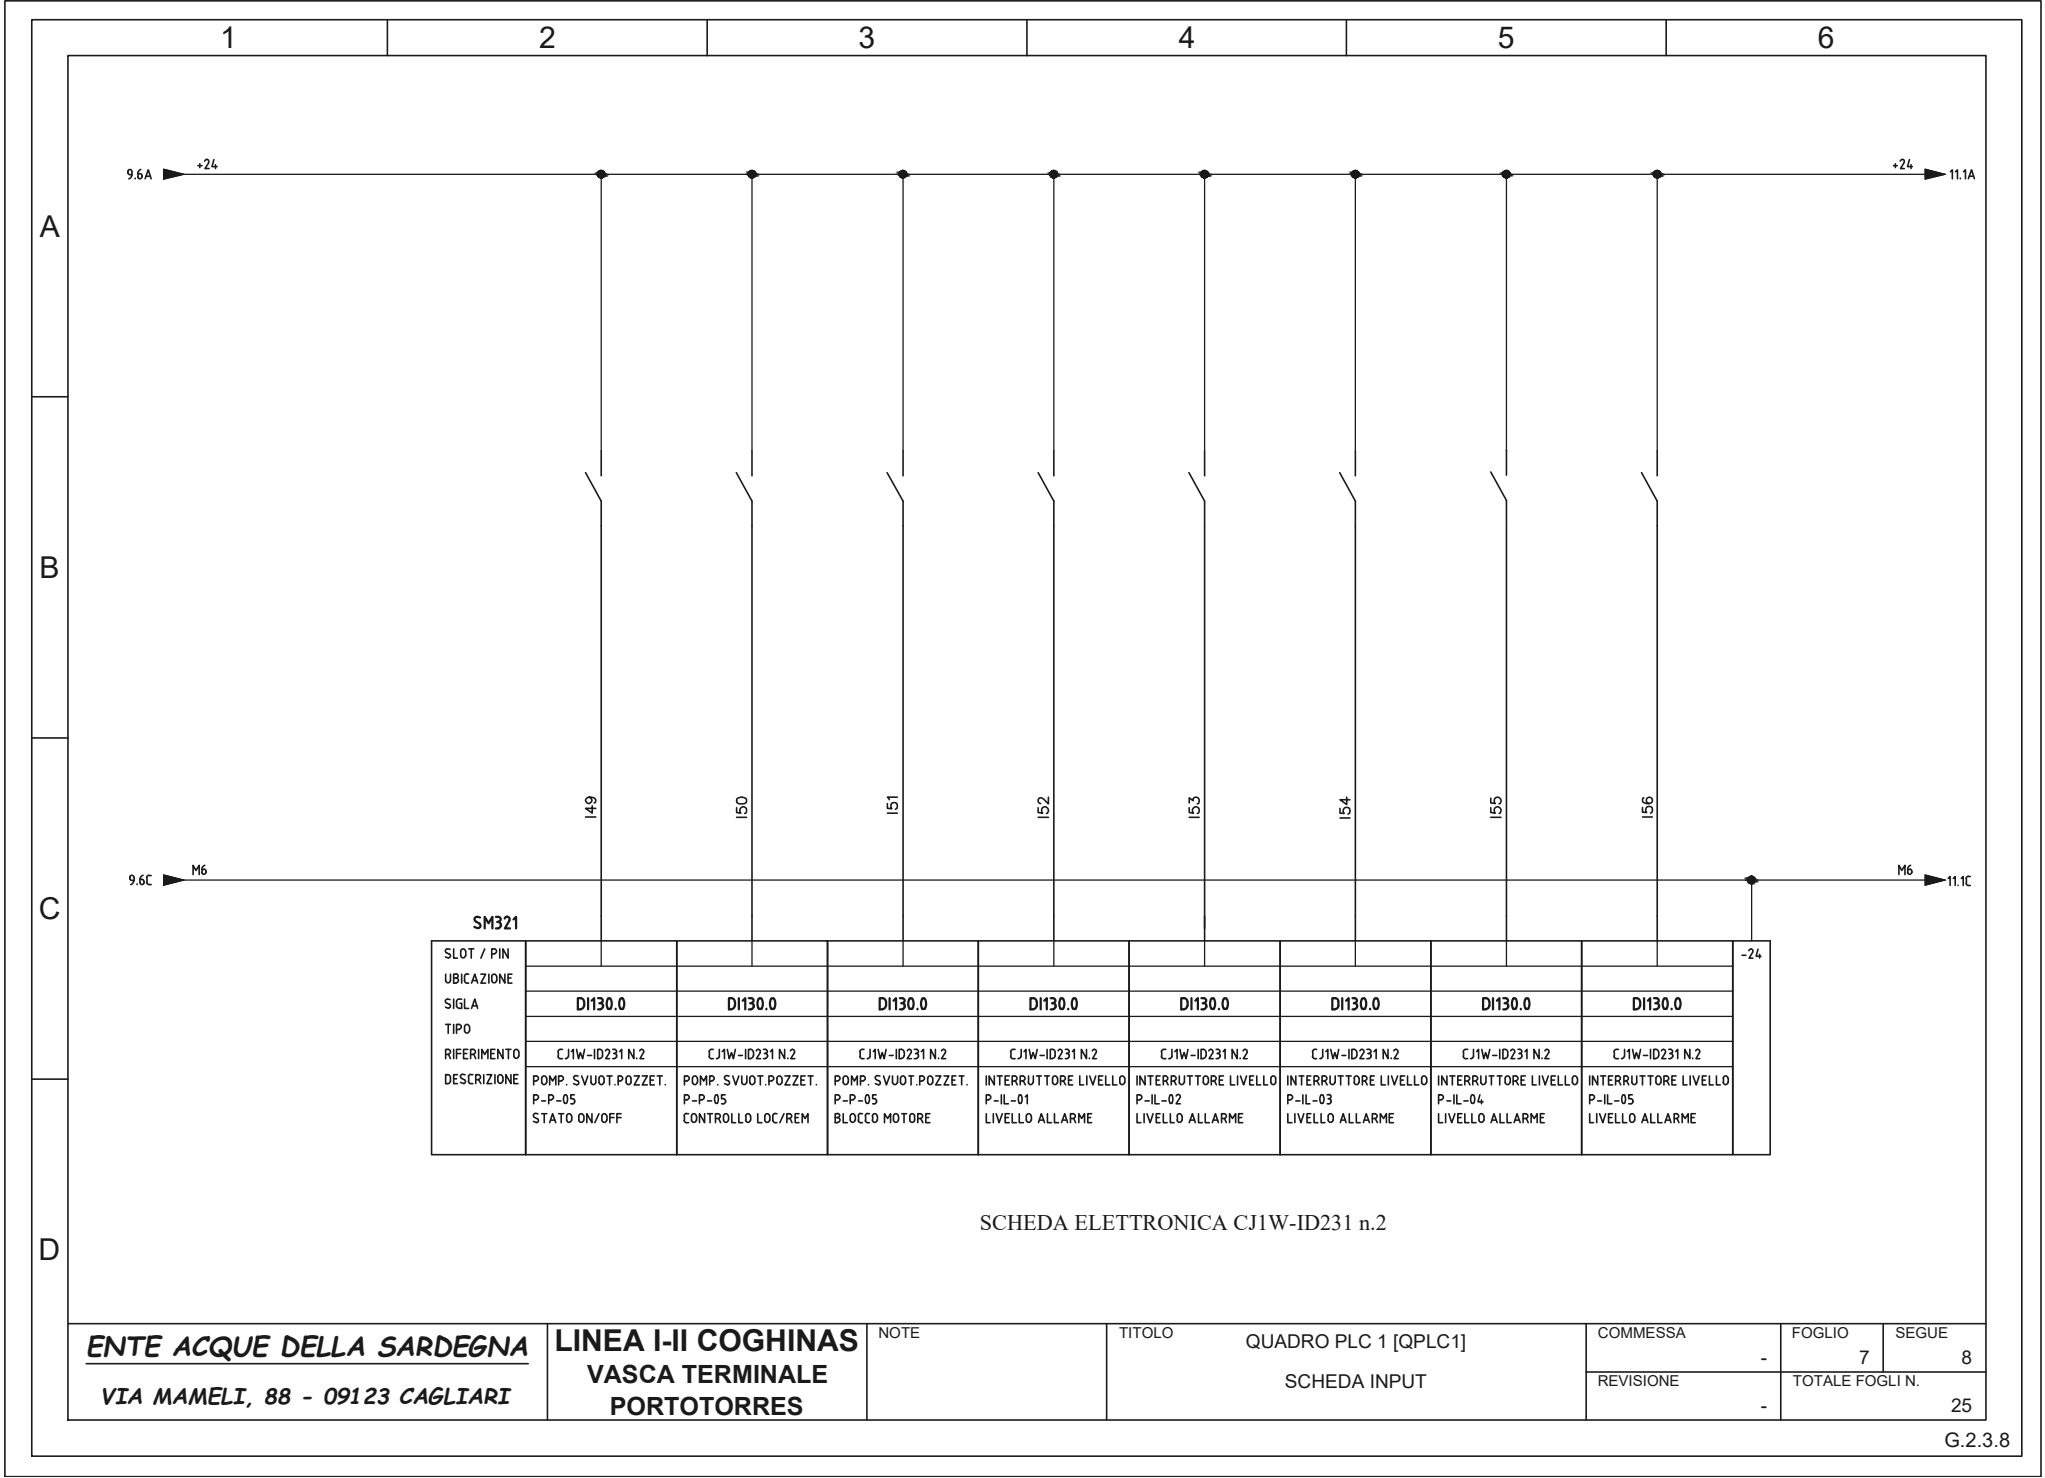 1 2 3 4 5 6
A
B
C
D
9.6A +24 +24 11.1A
I49 I50 I51 I52 I53 I54 I55 I56
9.6C M6 M6 11.1C
SM321
SLOT / PIN -24
UBICAZIONE
SIGLA DI130.0 DI130.0 DI130.0 DI130.0 DI130.0 DI130.0 DI130.0 DI130.0
TIPO
RIFERIMENTO CJ1W-ID231 N.2 CJ1W-ID231 N.2 CJ1W-ID231 N.2 CJ1W-ID231 N.2 CJ1W-ID231 N.2 CJ1W-ID231 N.2 CJ1W-ID231 N.2 CJ1W-ID231 N.2
DESCRIZIONE POMP. SVUOT.POZZET. POMP. SVUOT.POZZET. POMP. SVUOT.POZZET. INTERRUTTORE LIVELLO INTERRUTTORE LIVELLO INTERRUTTORE LIVELLO INTERRUTTORE LIVELLO INTERRUTTORE LIVELLO
P-P-05 P-P-05 P-P-05 P-IL-01 P-IL-02 P-IL-03 P-IL-04 P-IL-05
STATO ON/OFF CONTROLLO LOC/REM BLOCCO MOTORE LIVELLO ALLARME LIVELLO ALLARME LIVELLO ALLARME LIVELLO ALLARME LIVELLO ALLARME
SCHEDA ELETTRONICA CJ1W-ID231 n.2
ENTE ACQUE DELLA SARDEGNA
VIA MAMELI, 88 - 09123 CAGLIARI
LINEA I-II COGHINAS
VASCA TERMINALE
PORTOTORRES
NOTE
TITOLO
QUADRO PLC 1 [QPLC1]
SCHEDA INPUT
COMMESSA
-
REVISIONE
-
FOGLIO
7
SEGUE
8
TOTALE FOGLI N.
25
G.2.3.8